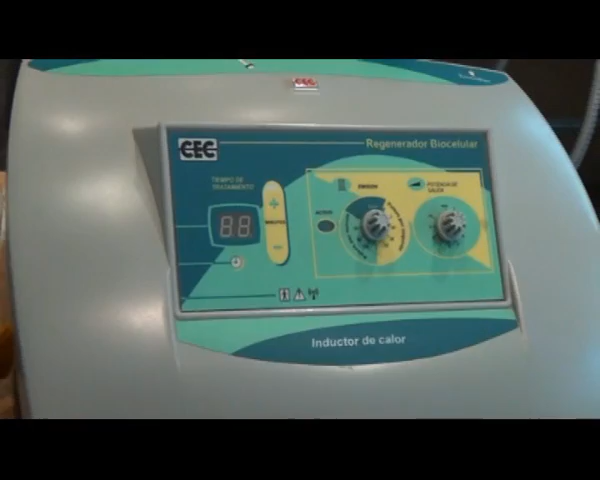 CEC
CEC
Regenerador Biocelular
TIEMPO DE
TRATAMIENTO
EMISION
POTENCIA DE
SALIDA
+
MINUTOS
-
ACTIVO
88
Inductor de calor